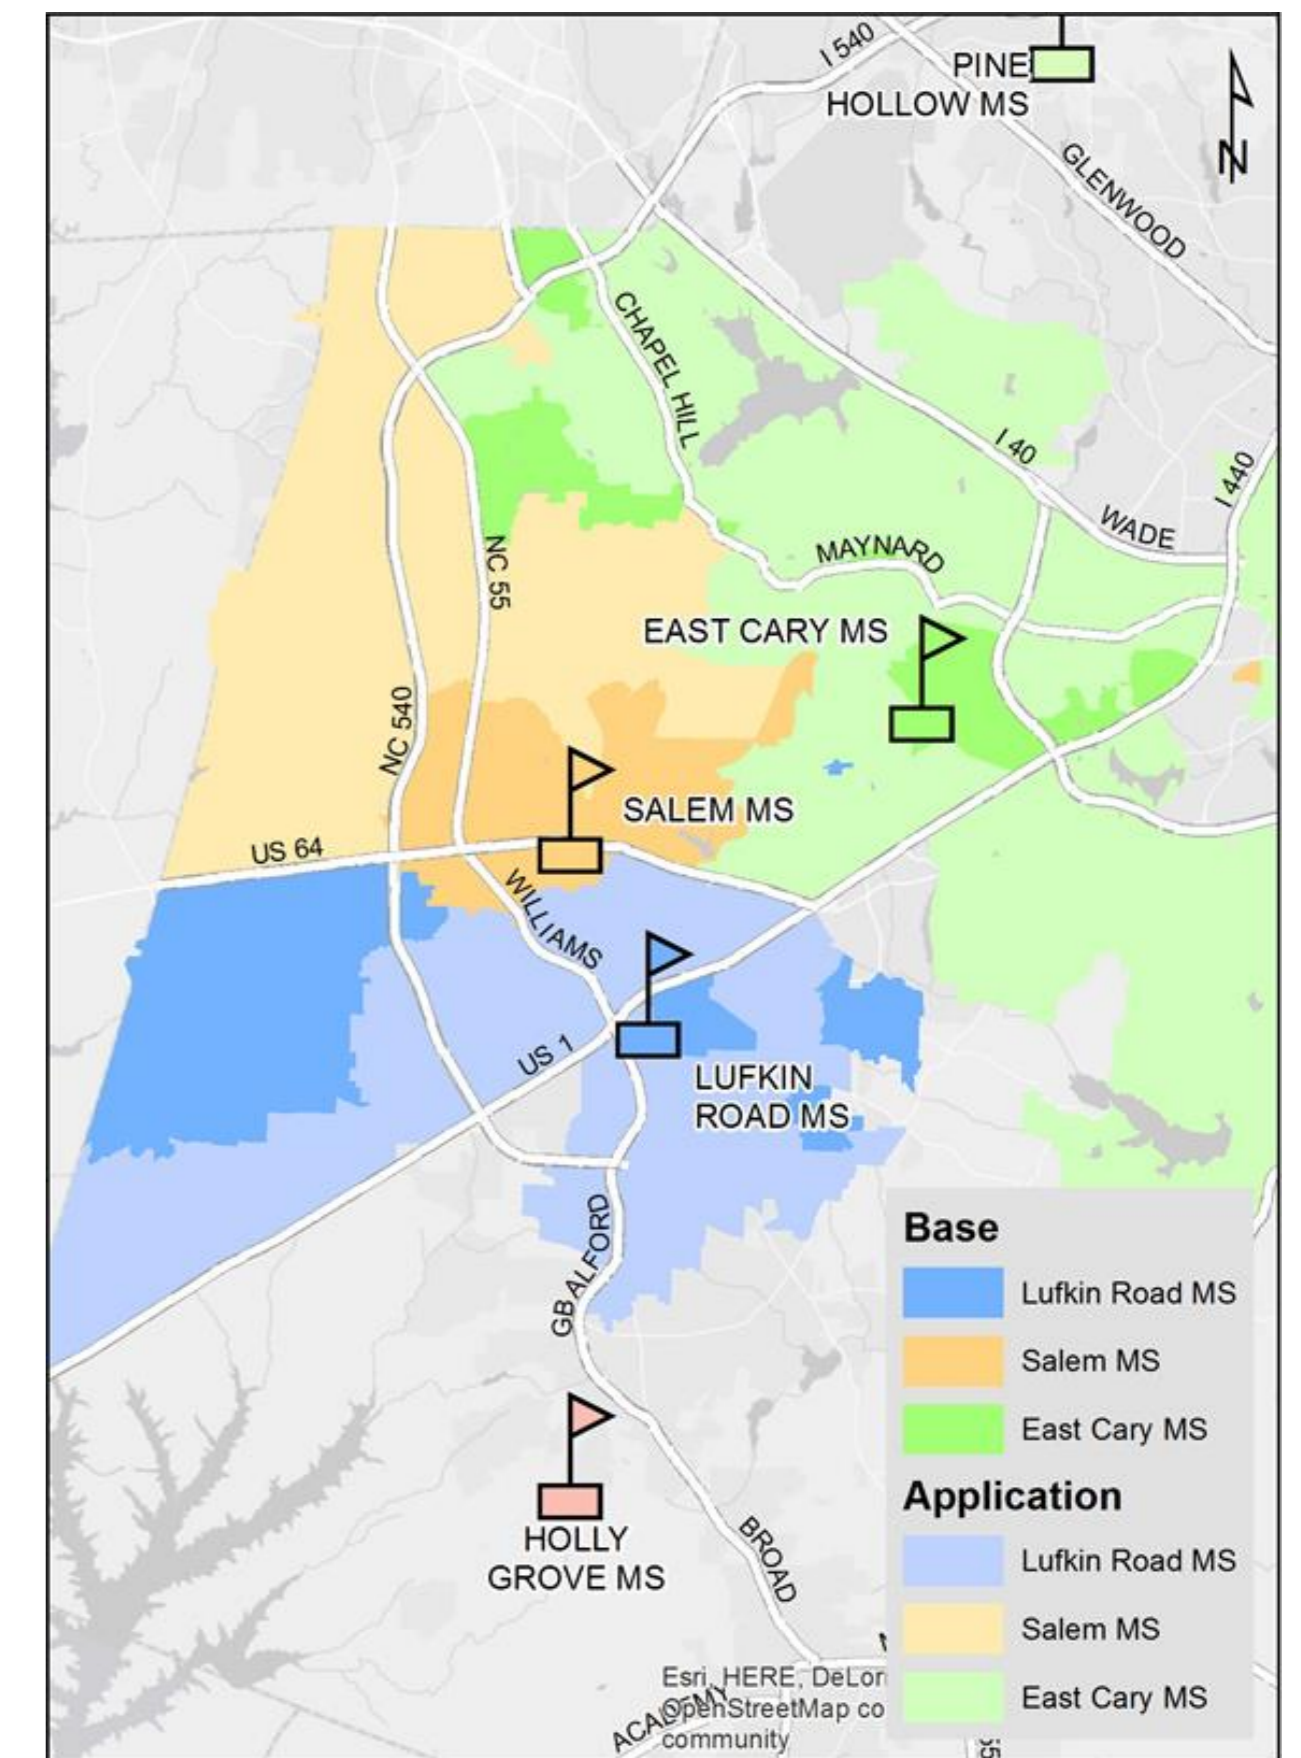 I 540
PINE
HOLLOW MS
N
GLENWOOD
CHAPEL HILL
I 40
I 440
WADE
MAYNARD
NC 55
EAST CARY MS
NC 540
SALEM MS
US 64
WILLIAMS
US 1
LUFKIN
ROAD MS
GB ALFORD
HOLLY
GROVE MS
BROAD
ACADEMY
Esri, HERE, DeLor
OpenStreetMap co
community
55
Base
Lufkin Road MS
Salem MS
East Cary MS
Application
Lufkin Road MS
Salem MS
East Cary MS